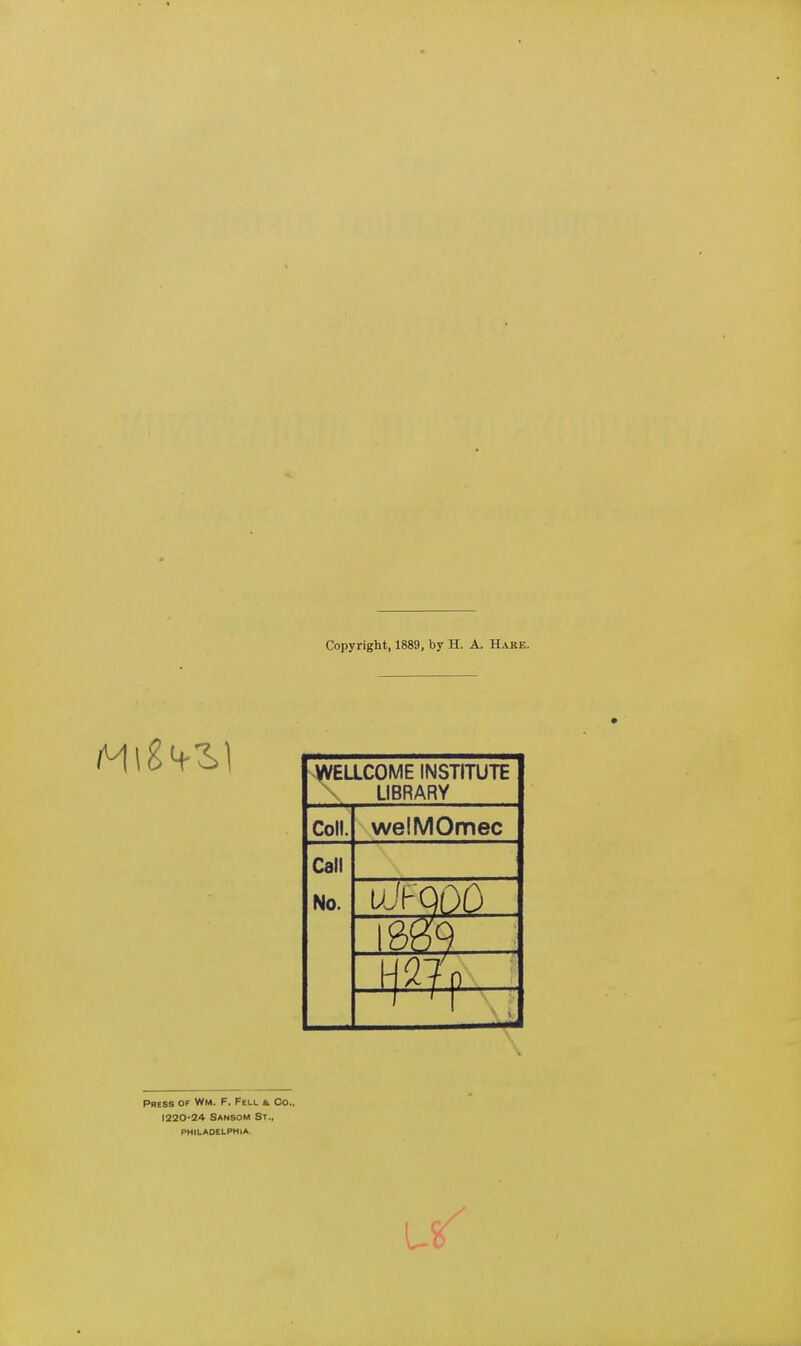 Copyright, 1889, by H. A. Hare.
M18431
WELLCOME INSTITUTE
LIBRARY
Coll. welMOmec
Call
No. WF900
1889
H27p
Press of Wm. F. Fell & Co.,
1220-24 Sansom St.,
PHILADELPHIA.